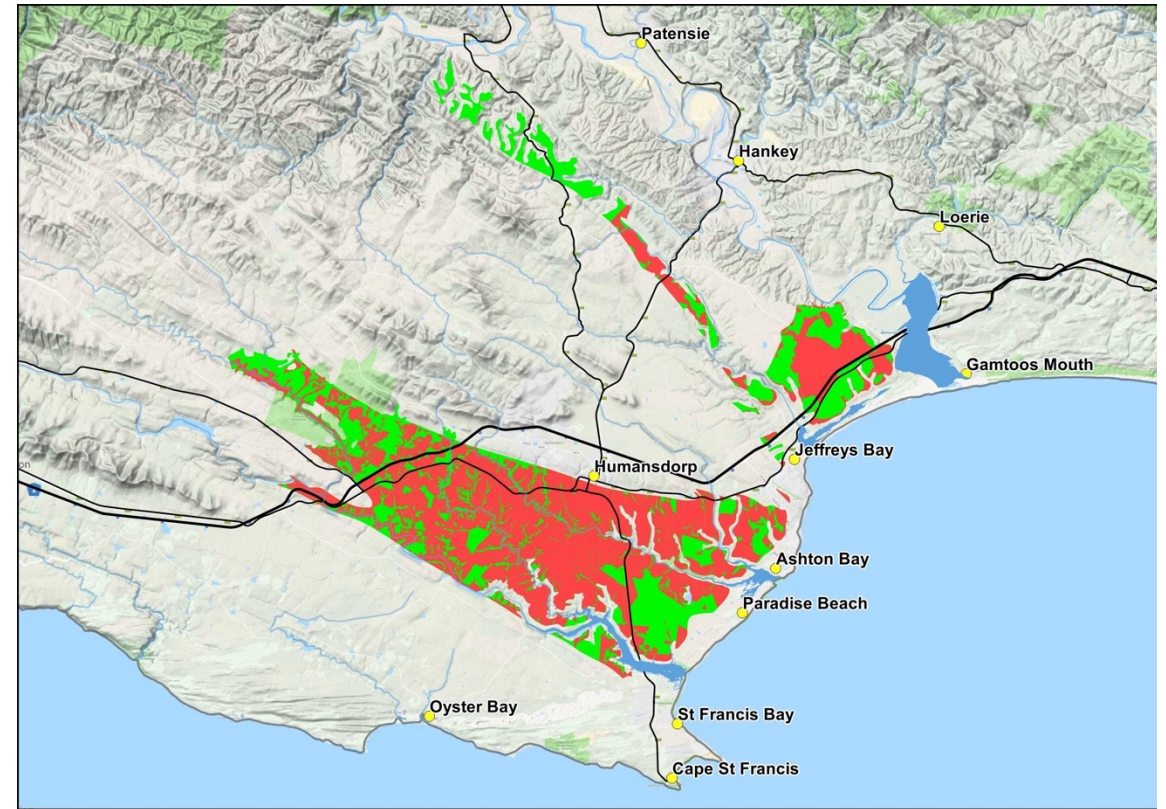 Patensie
Hankey
Loerie
Gamtoos Mouth
Jeffreys Bay
Humansdorp
Ashton Bay
Paradise Beach
Oyster Bay
St Francis Bay
Cape St Francis